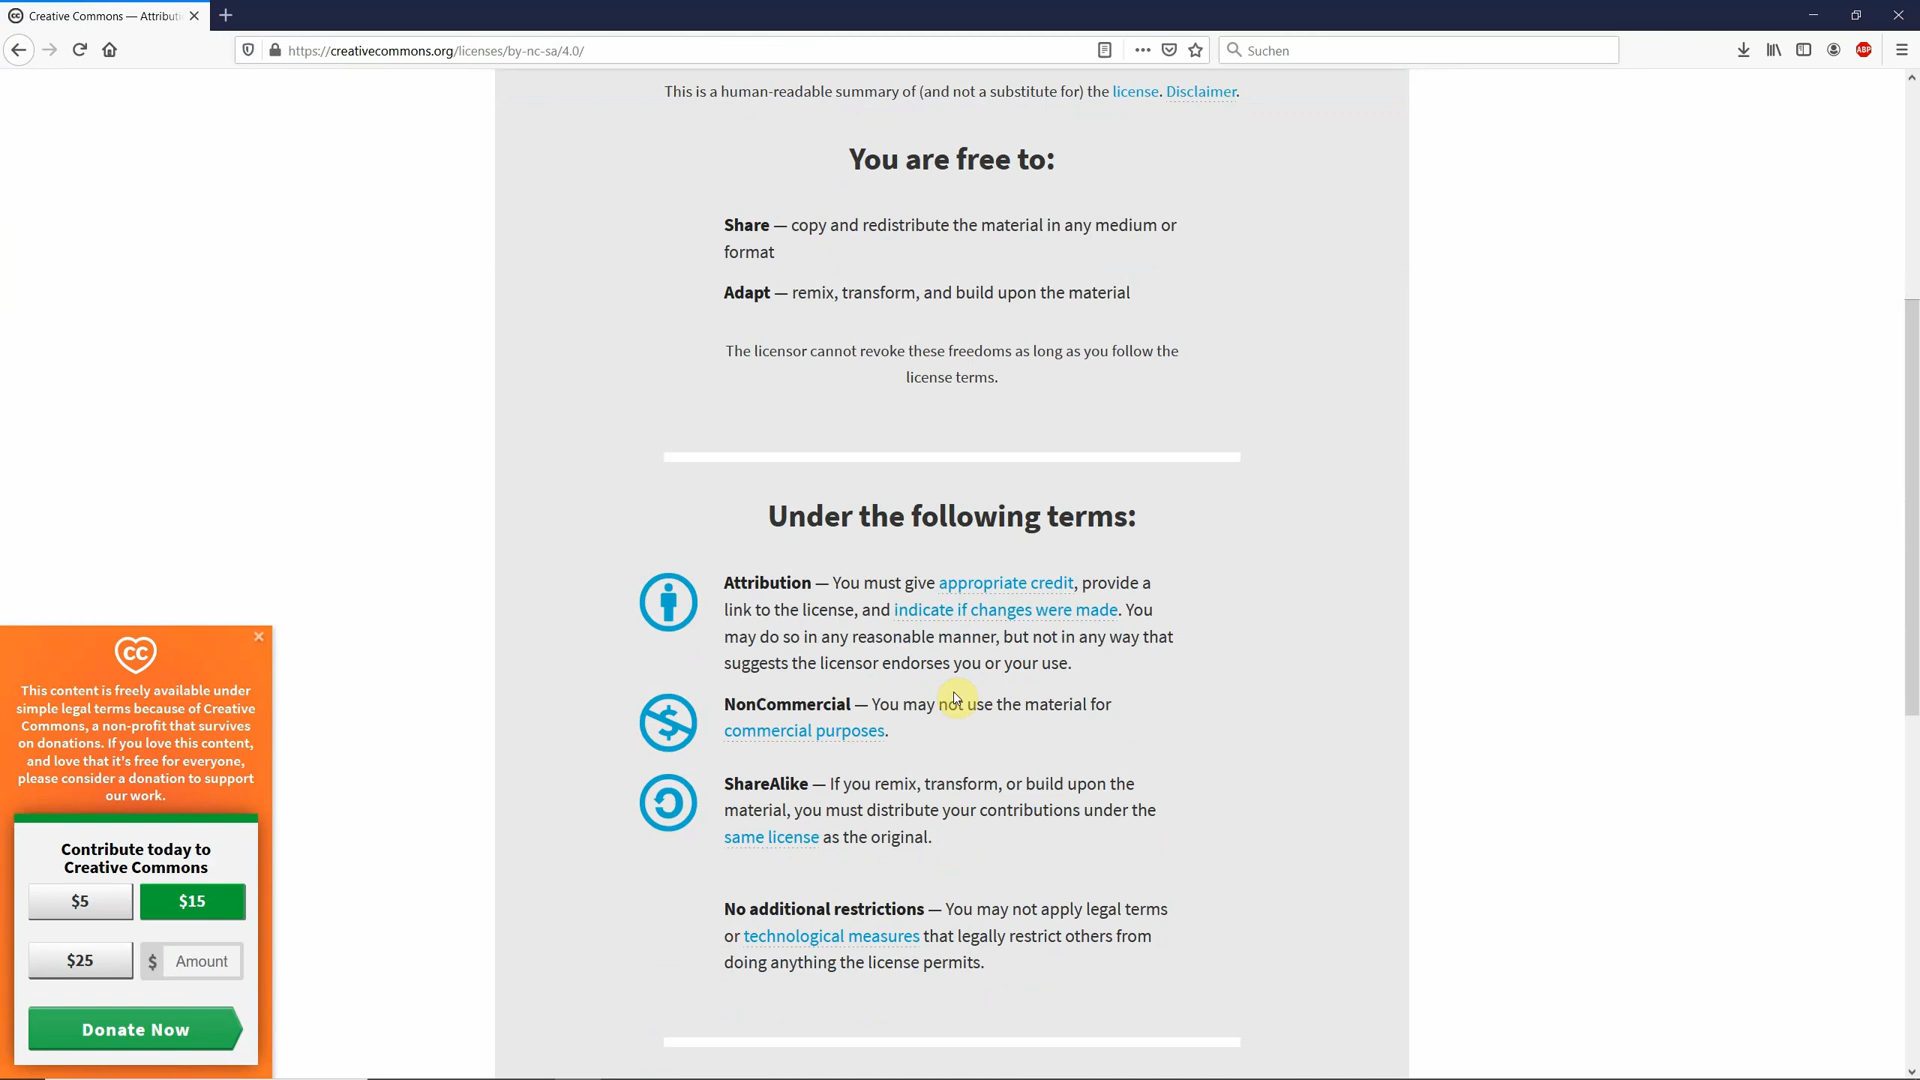 Creative Commons — Attributi
https://creativecommons.org/licenses/by-nc-sa/4.0/
Suchen
ABP
This is a human-readable summary of (and not a substitute for) the license. Disclaimer.
You are free to:
Share — copy and redistribute the material in any medium or
format
Adapt — remix, transform, and build upon the material
The licensor cannot revoke these freedoms as long as you follow the
license terms.
Under the following terms:
Attribution — You must give appropriate credit, provide a
link to the license, and indicate if changes were made. You
may do so in any reasonable manner, but not in any way that
suggests the licensor endorses you or your use.
NonCommercial — You may not use the material for
commercial purposes.
ShareAlike — If you remix, transform, or build upon the
material, you must distribute your contributions under the
same license as the original.
No additional restrictions — You may not apply legal terms
or technological measures that legally restrict others from
doing anything the license permits.
CC
This content is freely available under
simple legal terms because of Creative
Commons, a non-profit that survives
on donations. If you love this content,
and love that it's free for everyone,
please consider a donation to support
our work.
Contribute today to
Creative Commons
$5
$15
$25
$ Amount
Donate Now